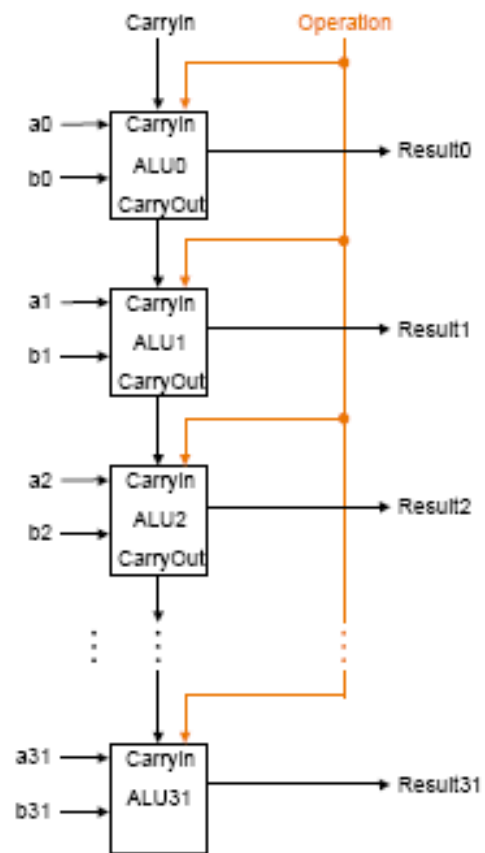 CarryIn Operation
a0 CarryIn
ALU0 Result0
b0
CarryOut
a1 CarryIn
ALU1 Result1
b1
CarryOut
a2 CarryIn
ALU2 Result2
b2
CarryOut
a31 CarryIn
ALU31 Result31
b31